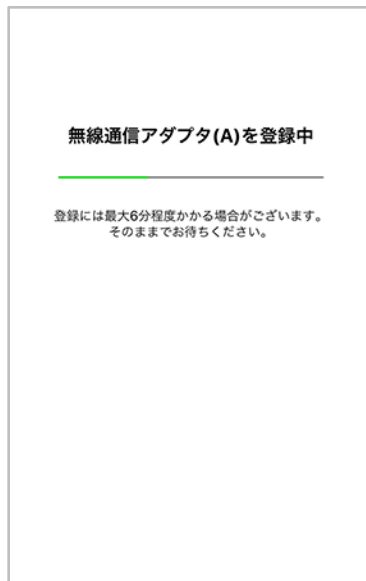 無線通信アダプタ(A)を登録中
登録には最大6分程度かかる場合がございます。
そのままでお待ちください。